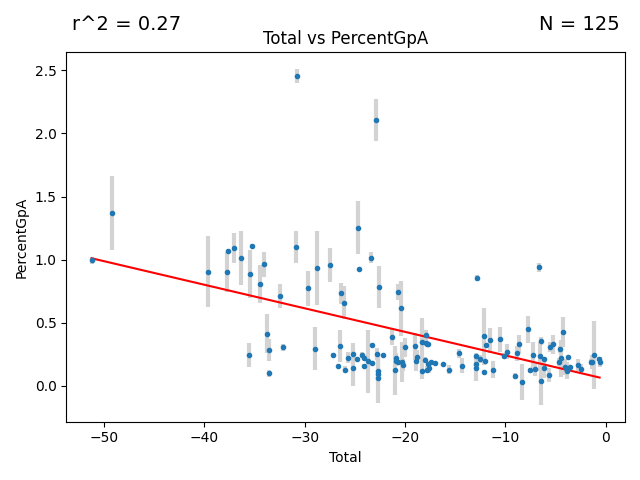 r^2 = 0.27
N = 125
Total vs PercentGpA
PercentGpA
2.5
2.0
1.5
1.0
0.5
0.0
−50
−40
−30
−20
−10
0
Total